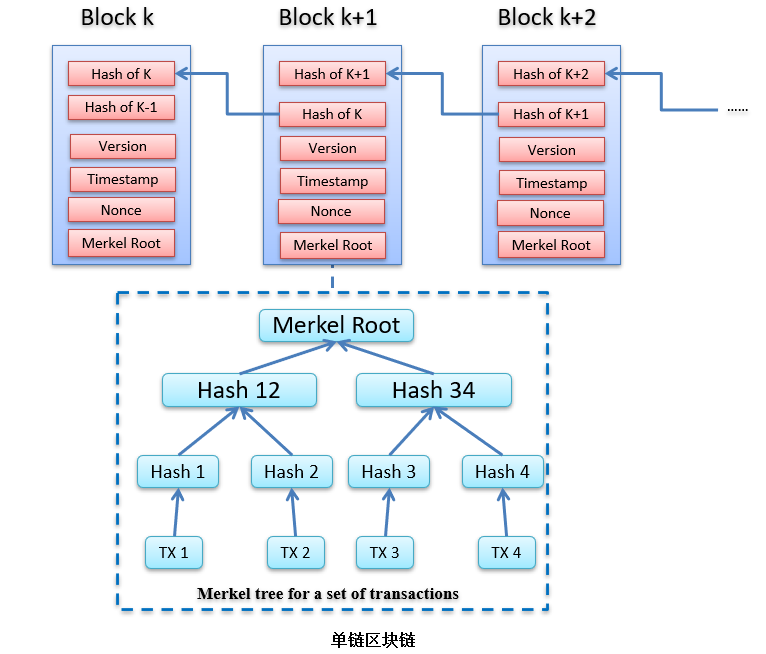 Block k
Block k+1
Block k+2
Hash of K
Hash of K-1
Version
Timestamp
Nonce
Merkel Root
Hash of K+1
Hash of K
Version
Timestamp
Nonce
Merkel Root
Hash of K+2
Hash of K+1
Version
Timestamp
Nonce
Merkel Root
......
Merkel Root
Hash 12
Hash 34
Hash 1
Hash 2
Hash 3
Hash 4
TX 1
TX 2
TX 3
TX 4
Merkel tree for a set of transactions
单链区块链